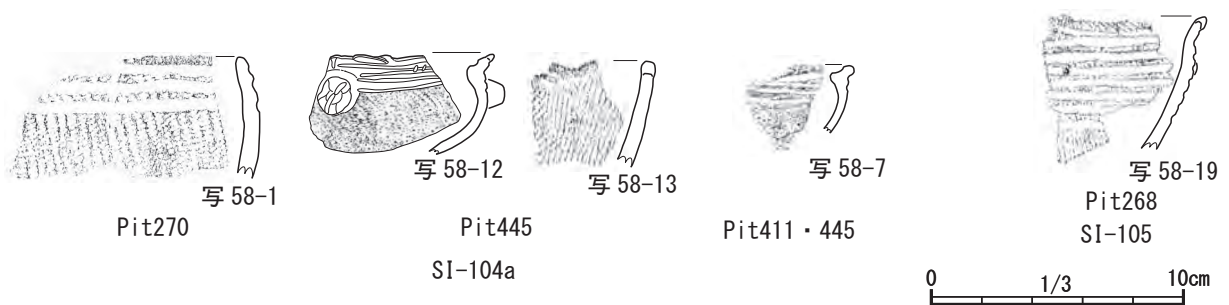 写 58-1
写 58-12
写 58-13
写 58-7
写 58-19
Pit270
Pit445
Pit411・445
Pit268
SI-104a
SI-105
0 1/3 10cm